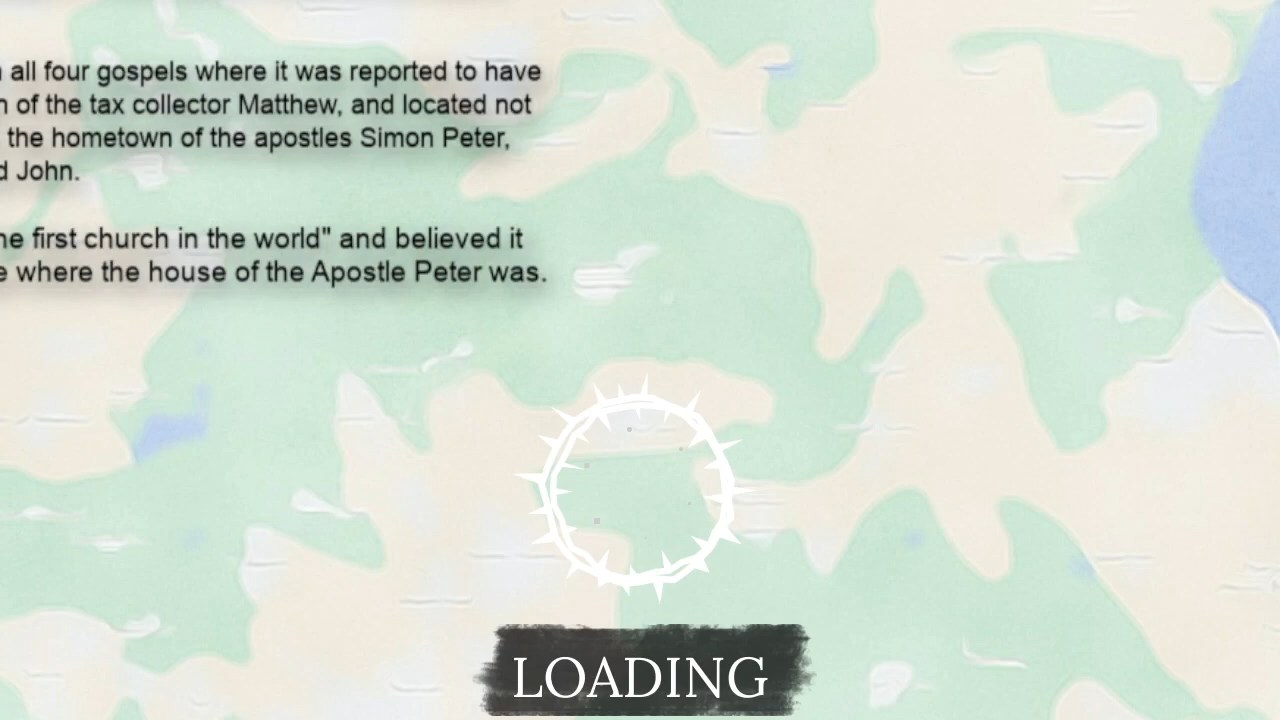 all four gospels where it was reported to have
of the tax collector Matthew, and located not
the hometown of the apostles Simon Peter,
John.
first church in the world" and believed it
where the house of the Apostle Peter was.
LOADING